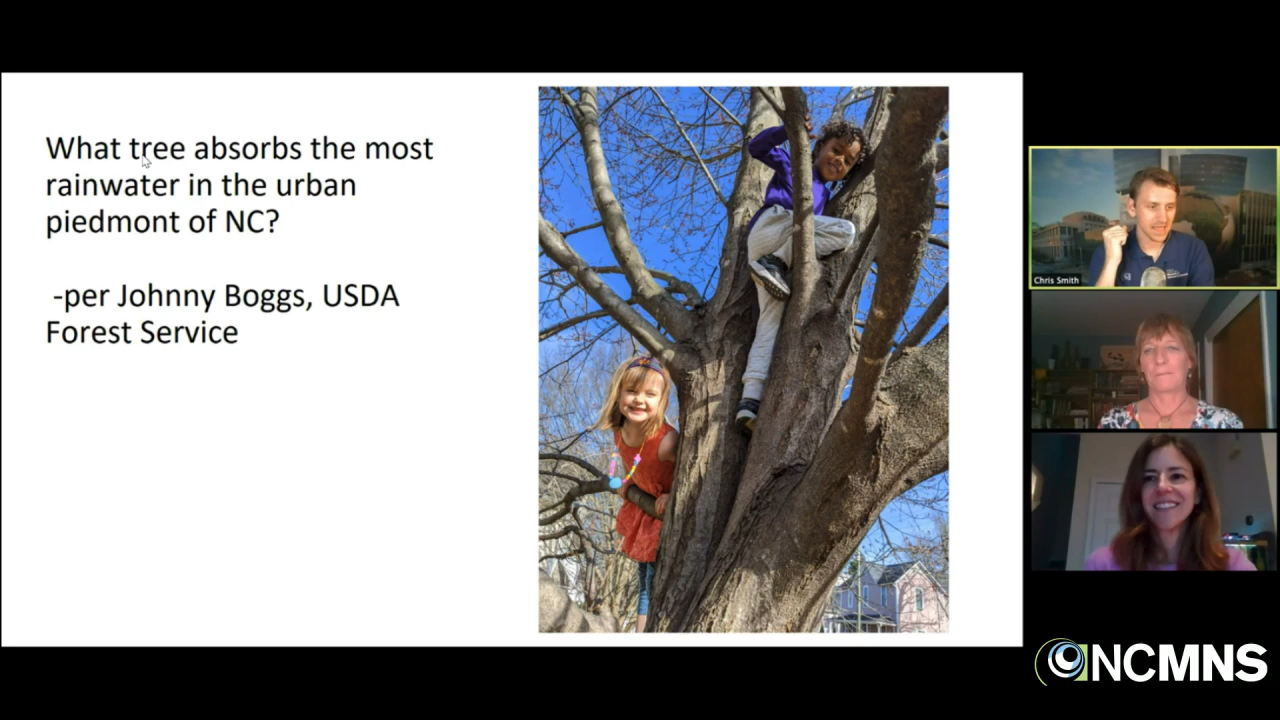 What tree absorbs the most
rainwater in the urban
piedmont of NC?
-per Johnny Boggs, USDA
Forest Service
Chris Smith
NCMNS